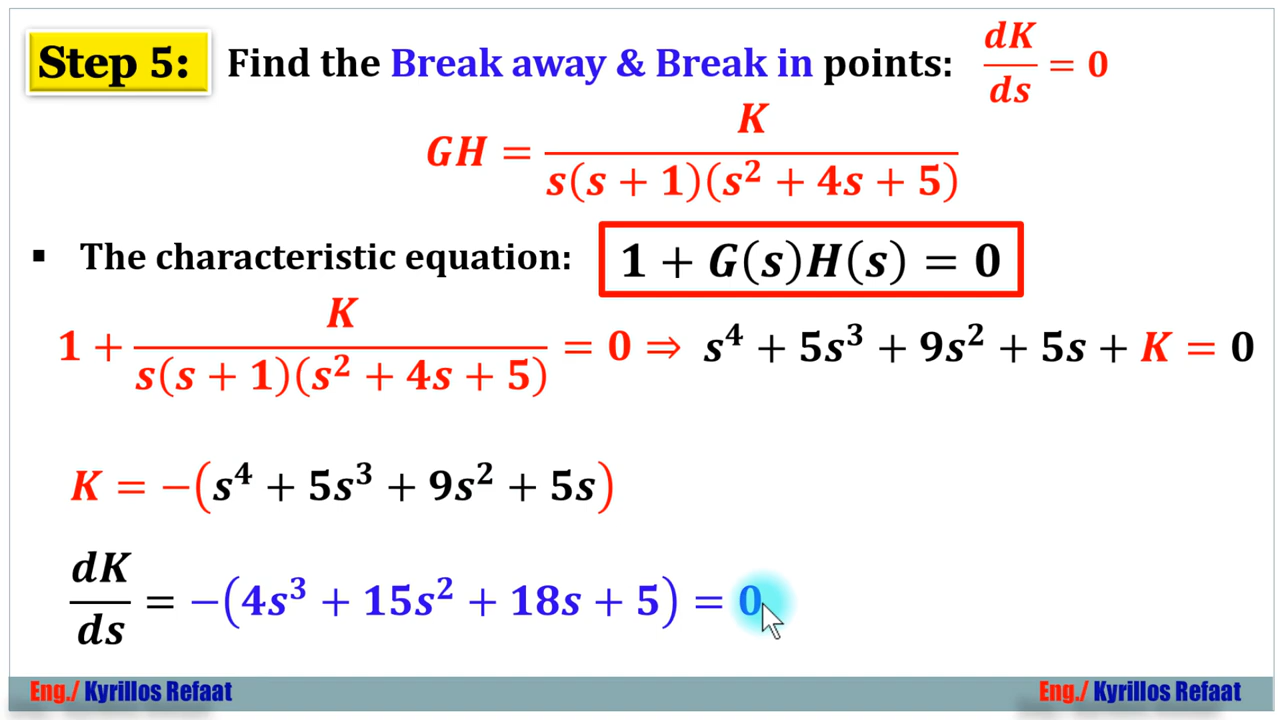 Step 5: Find the Break away & Break in points: dK/ds = 0
GH = K / s(s + 1)(s² + 4s + 5)
▪ The characteristic equation: 1 + G(s)H(s) = 0
1 + K / s(s + 1)(s² + 4s + 5) = 0 ⇒ s⁴ + 5s³ + 9s² + 5s + K = 0
K = −(s⁴ + 5s³ + 9s² + 5s)
dK/ds = −(4s³ + 15s² + 18s + 5) = 0
Eng./ Kyrillos Refaat Eng./ Kyrillos Refaat